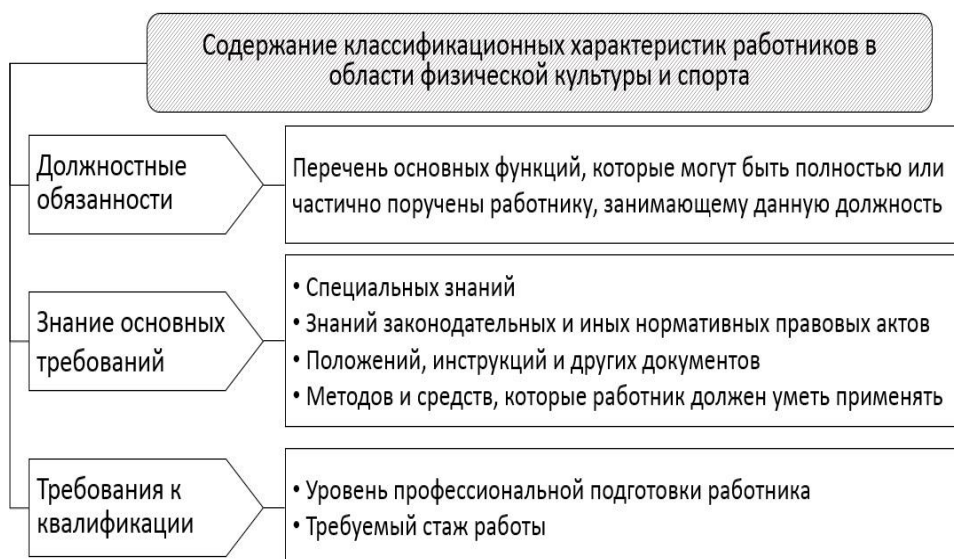 Содержание классификационных характеристик работников в
области физической культуры и спорта
Должностные
обязанности
Перечень основных функций, которые могут быть полностью или
частично поручены работнику, занимающему данную должность
Знание основных
требований
• Специальных знаний
• Знаний законодательных и иных нормативных правовых актов
• Положений, инструкций и других документов
• Методов и средств, которые работник должен уметь применять
Требования к
квалификации
• Уровень профессиональной подготовки работника
• Требуемый стаж работы